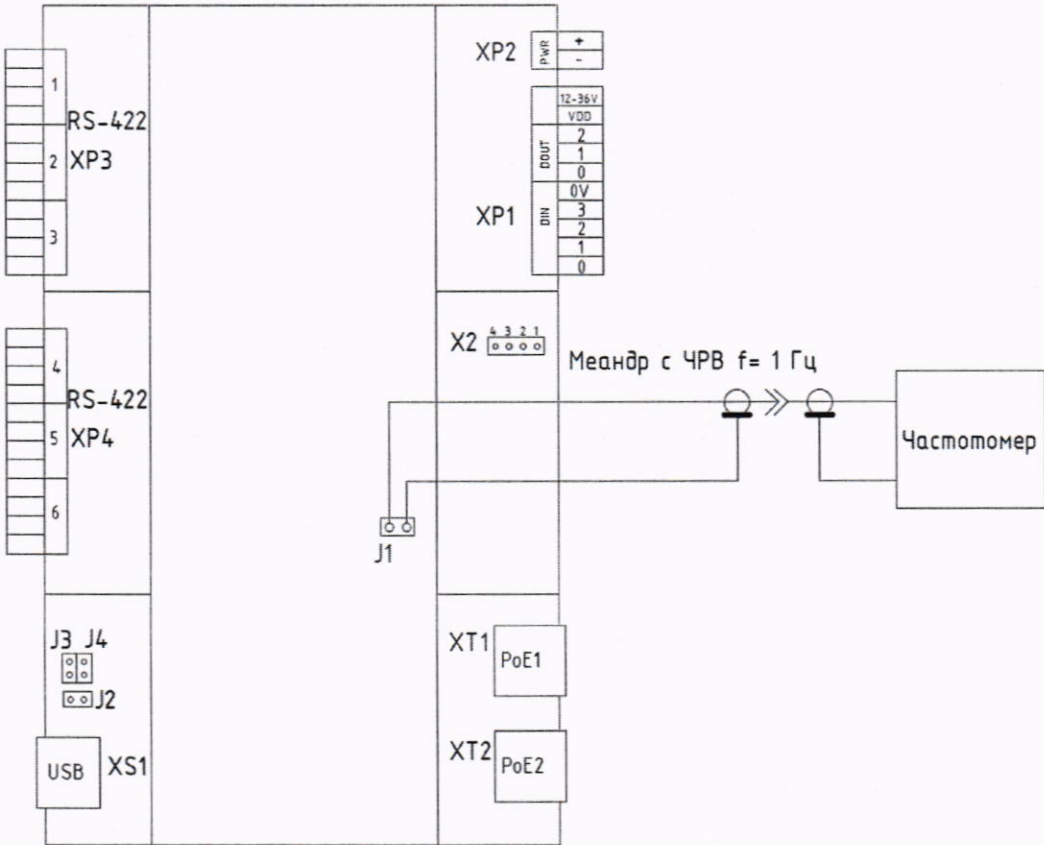 XP2
PWR
+
-
1
RS-422
2
XP3
3
12-36V
VDD
DOUT
2
1
0
XP1
DIN
0V
3
2
1
0
X2
4 3 2 1
Меандр с ЧРВ f= 1 Гц
Частотомер
4
RS-422
5
XP4
6
J1
J3 J4
J2
USB
XS1
XT1
PoE1
XT2
PoE2